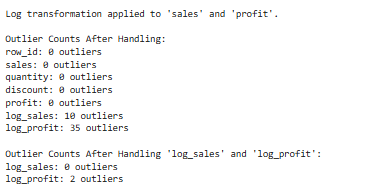 Log transformation applied to 'sales' and 'profit'.
Outlier Counts After Handling:
row_id: 0 outliers
sales: 0 outliers
quantity: 0 outliers
discount: 0 outliers
profit: 0 outliers
log_sales: 10 outliers
log_profit: 35 outliers
Outlier Counts After Handling 'log_sales' and 'log_profit':
log_sales: 0 outliers
log_profit: 2 outliers